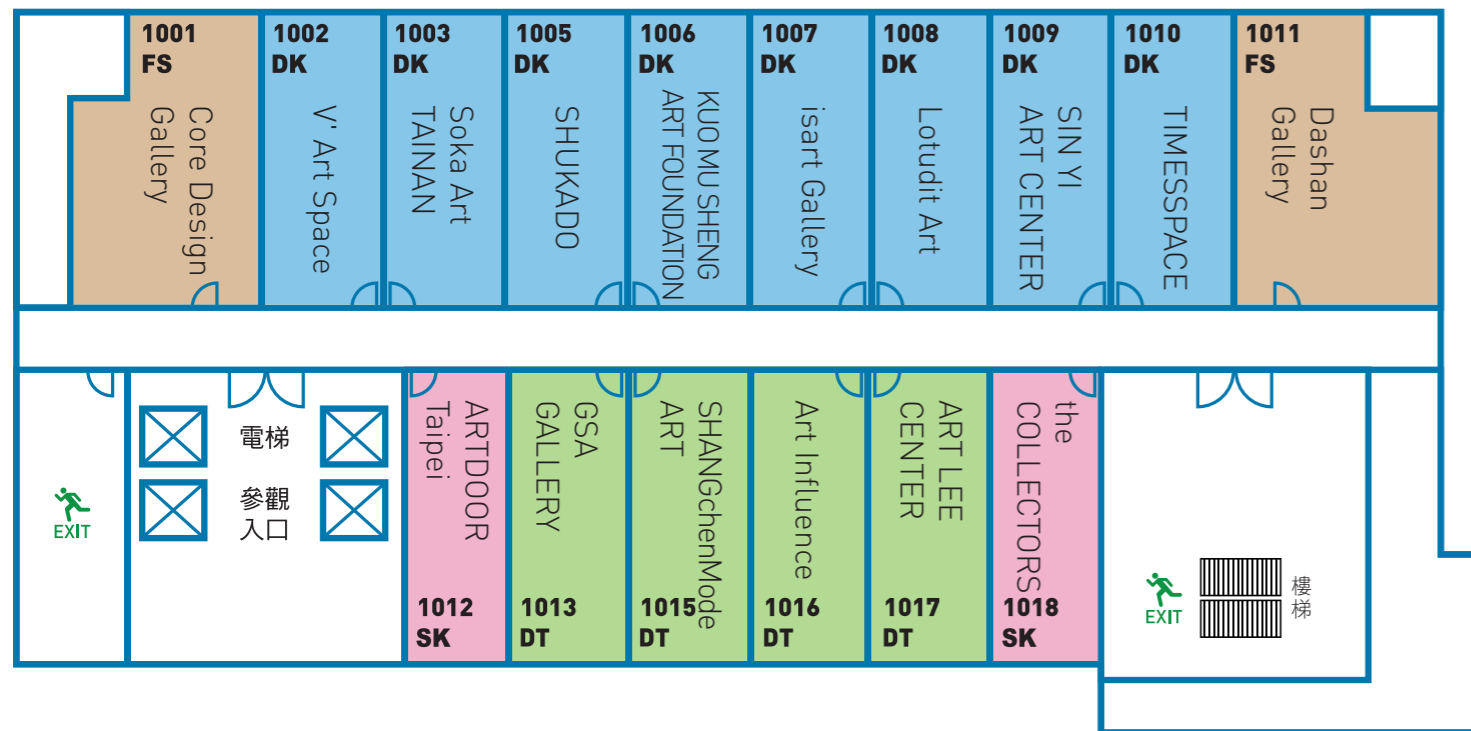 1001
FS
Core Design
Gallery
1002
DK
V' Art Space
1003
DK
Soka Art
TAINAN
1005
DK
SHUKADO
1006
DK
KUO MU SHENG
ART FOUNDATION
1007
DK
isart Gallery
1008
DK
Lotudit Art
1009
DK
SIN YI
ART CENTER
1010
DK
TIMESSPACE
1011
FS
Dashan
Gallery
EXIT
電梯
參觀
入口
ARTDOOR
Taipei
1012
SK
GSA
GALLERY
1013
DT
SHANGchenMode
ART
1015
DT
Art Influence
1016
DT
ART LEE
CENTER
1017
DT
the
COLLECTORS
1018
SK
EXIT
樓梯